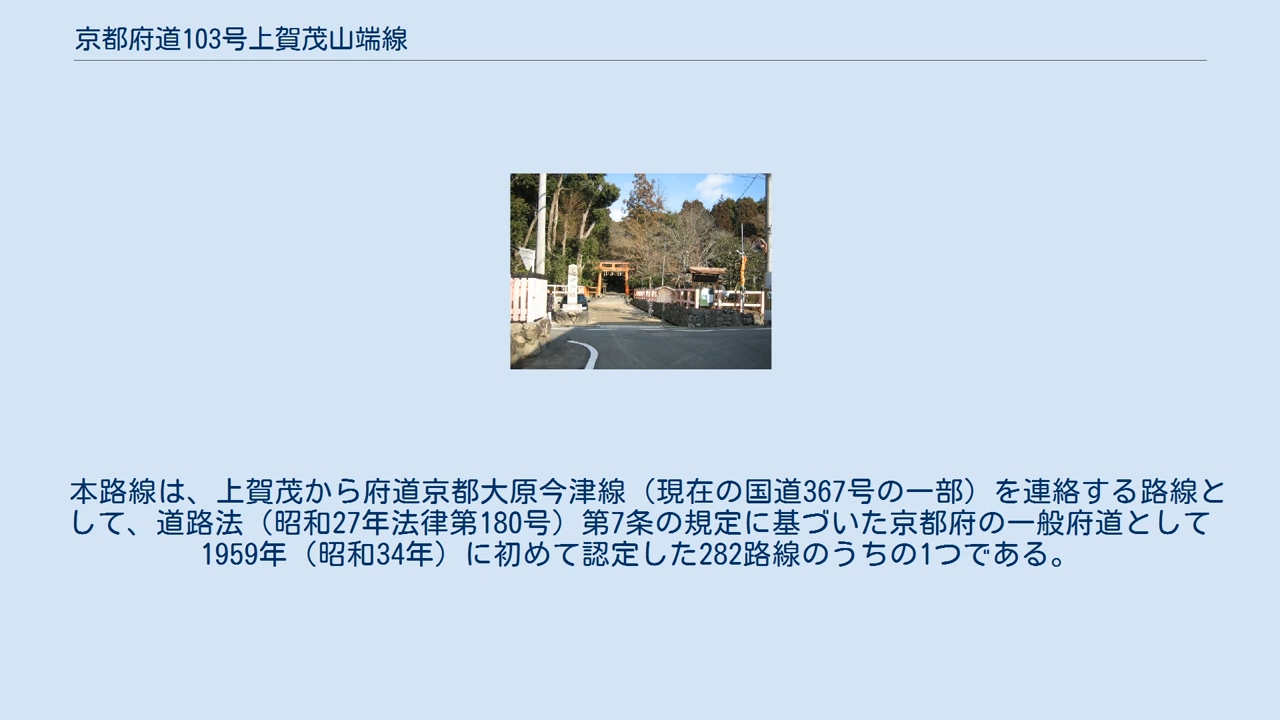 京都府道103号上賀茂山端線
本路線は、上賀茂から府道京都大原今津線（現在の国道367号の一部）を連絡する路線と
して、道路法（昭和27年法律第180号）第7条の規定に基づいた京都府の一般府道として
1959年（昭和34年）に初めて認定した282路線のうちの1つである。